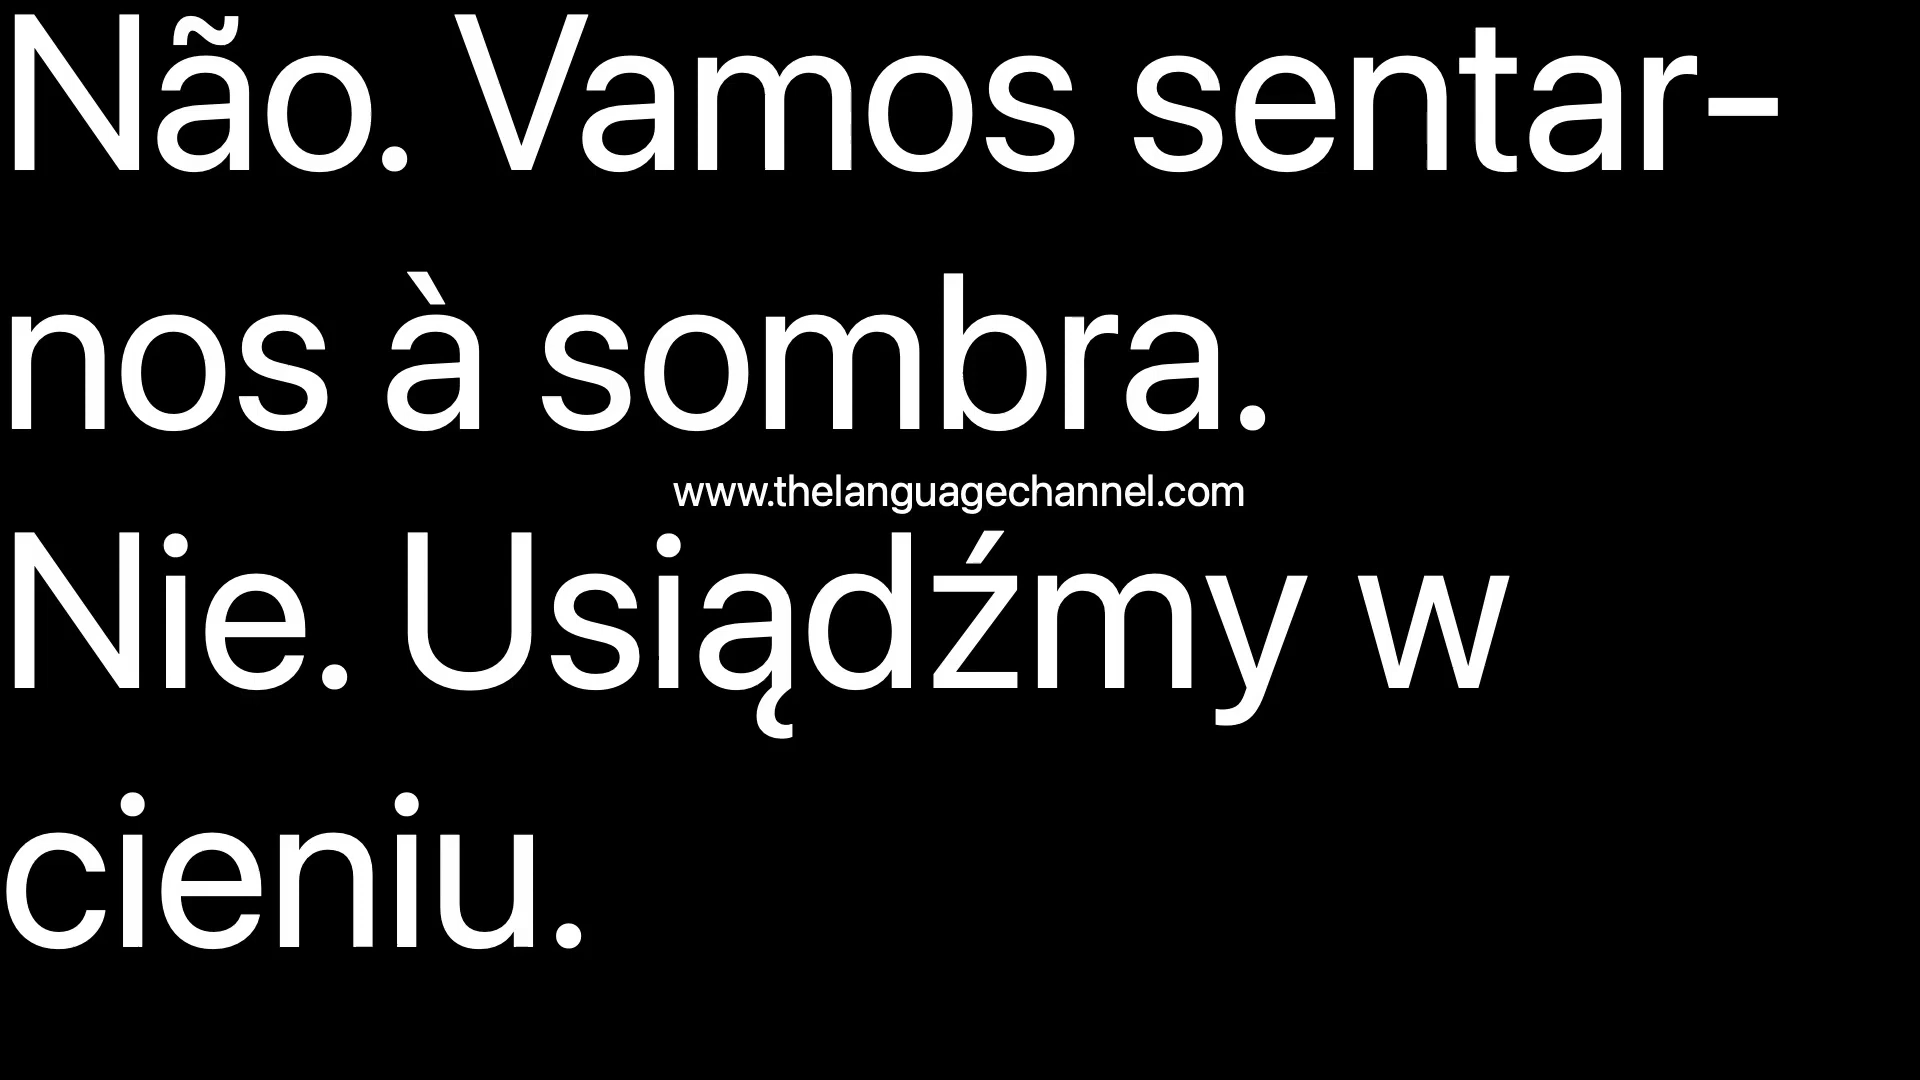 Não. Vamos sentar-
nos à sombra.
www.thelanguagechannel.com
Nie. Usiądźmy w
cieniu.